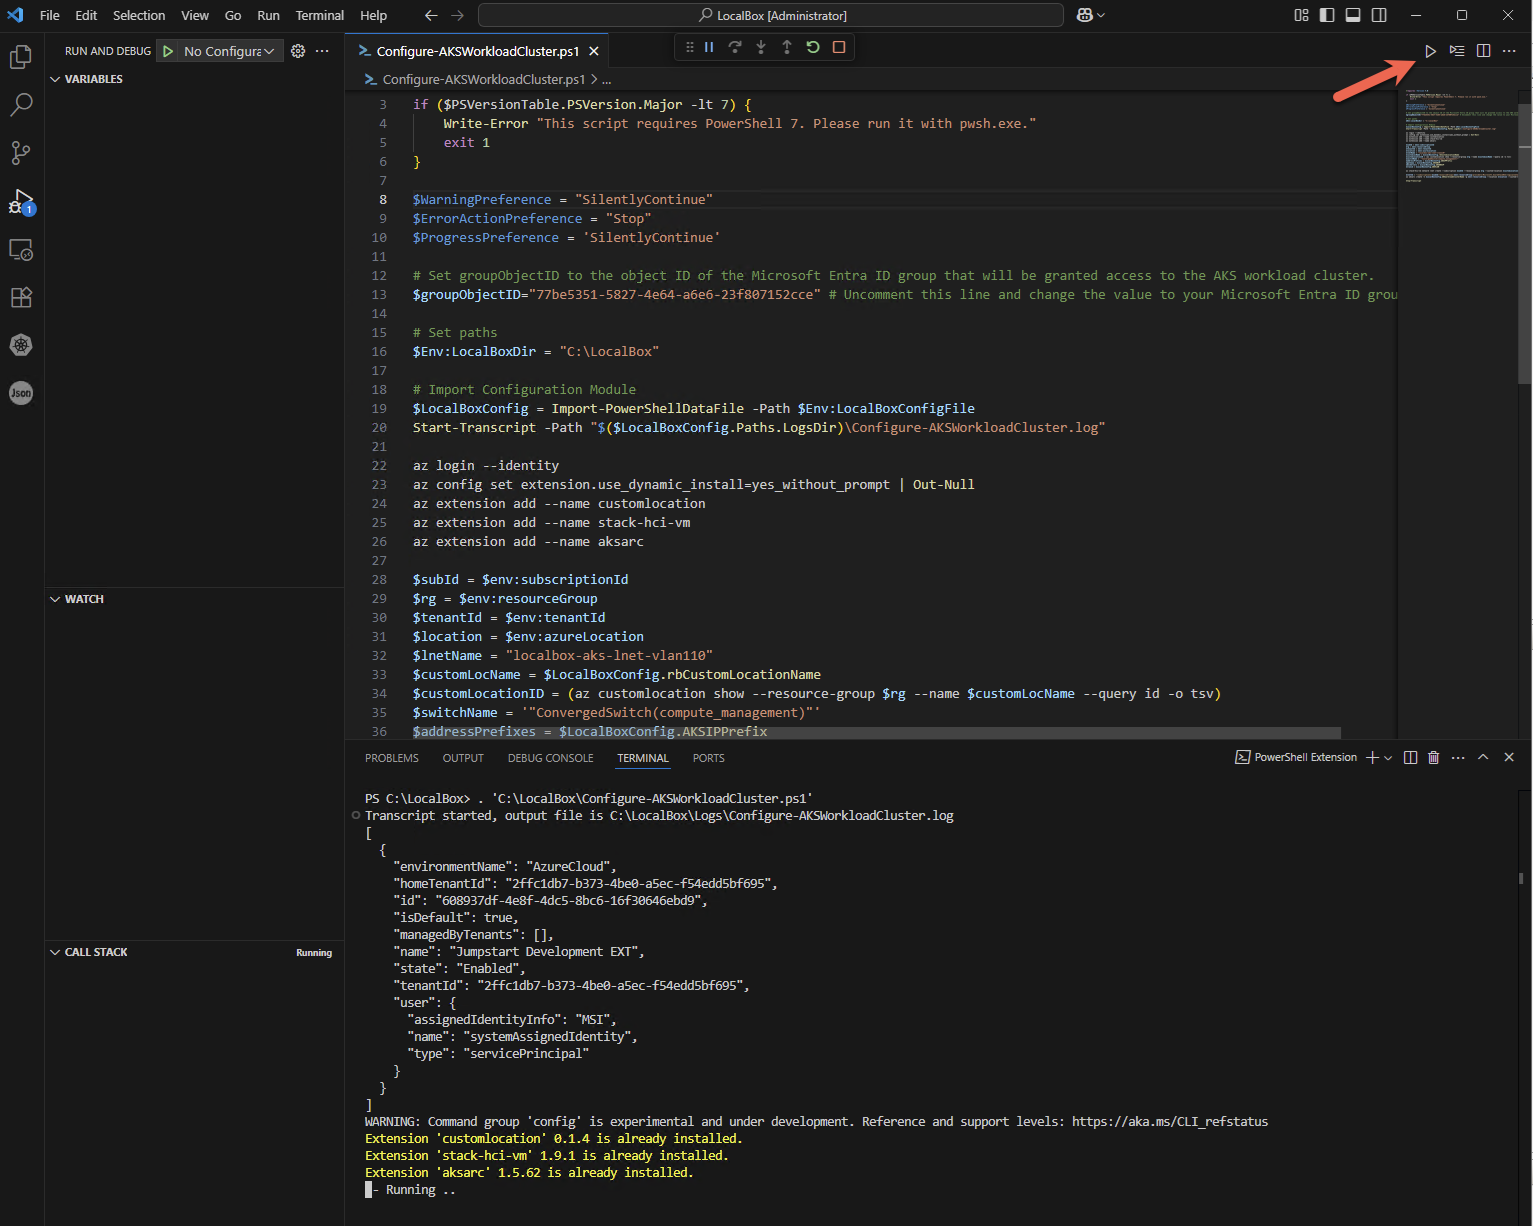 File Edit Selection View Go Run Terminal Help LocalBox [Administrator]
RUN AND DEBUG No Configura
Configure-AKSWorkloadCluster.ps1
VARIABLES
Configure-AKSWorkloadCluster.ps1 > ...
3 if ($PSVersionTable.PSVersion.Major -lt 7) {
4 Write-Error "This script requires PowerShell 7. Please run it with pwsh.exe."
5 exit 1
6 }
7
8 $WarningPreference = "SilentlyContinue"
9 $ErrorActionPreference = "Stop"
10 $ProgressPreference = 'SilentlyContinue'
11
12 # Set groupObjectID to the object ID of the Microsoft Entra ID group that will be granted access to the AKS workload cluster.
13 $groupObjectID="77be5351-5827-4e64-a6e6-23f807152cce" # Uncomment this line and change the value to your Microsoft Entra ID grou
14
15 # Set paths
16 $Env:LocalBoxDir = "C:\LocalBox"
17
18 # Import Configuration Module
19 $LocalBoxConfig = Import-PowerShellDataFile -Path $Env:LocalBoxConfigFile
20 Start-Transcript -Path "$($LocalBoxConfig.Paths.LogsDir)\Configure-AKSWorkloadCluster.log"
21
22 az login --identity
23 az config set extension.use_dynamic_install=yes_without_prompt | Out-Null
24 az extension add --name customlocation
25 az extension add --name stack-hci-vm
26 az extension add --name aksarc
27
28 $subId = $env:subscriptionId
29 $rg = $env:resourceGroup
30 $tenantId = $env:tenantId
31 $location = $env:azureLocation
32 $lnetName = "localbox-aks-lnet-vlan110"
33 $customLocName = $LocalBoxConfig.rbCustomLocationName
34 $customLocationID = (az customlocation show --resource-group $rg --name $customLocName --query id -o tsv)
35 $switchName = '"ConvergedSwitch(compute_management)"'
36 $addressPrefixes = $LocalBoxConfig.AKSIPPrefix
1
Json
WATCH
CALL STACK Running
PROBLEMS OUTPUT DEBUG CONSOLE TERMINAL PORTS PowerShell Extension
PS C:\LocalBox> . 'C:\LocalBox\Configure-AKSWorkloadCluster.ps1'
Transcript started, output file is C:\LocalBox\Logs\Configure-AKSWorkloadCluster.log
[
{
"environmentName": "AzureCloud",
"homeTenantId": "2ffc1db7-b373-4be0-a5ec-f54edd5bf695",
"id": "608937df-4e8f-4dc5-8bc6-16f30646ebd9",
"isDefault": true,
"managedByTenants": [],
"name": "Jumpstart Development EXT",
"state": "Enabled",
"tenantId": "2ffc1db7-b373-4be0-a5ec-f54edd5bf695",
"user": {
"assignedIdentityInfo": "MSI",
"name": "systemAssignedIdentity",
"type": "servicePrincipal"
}
}
]
WARNING: Command group 'config' is experimental and under development. Reference and support levels: https://aka.ms/CLI_refstatus
Extension 'customlocation' 0.1.4 is already installed.
Extension 'stack-hci-vm' 1.9.1 is already installed.
Extension 'aksarc' 1.5.62 is already installed.
- Running ..